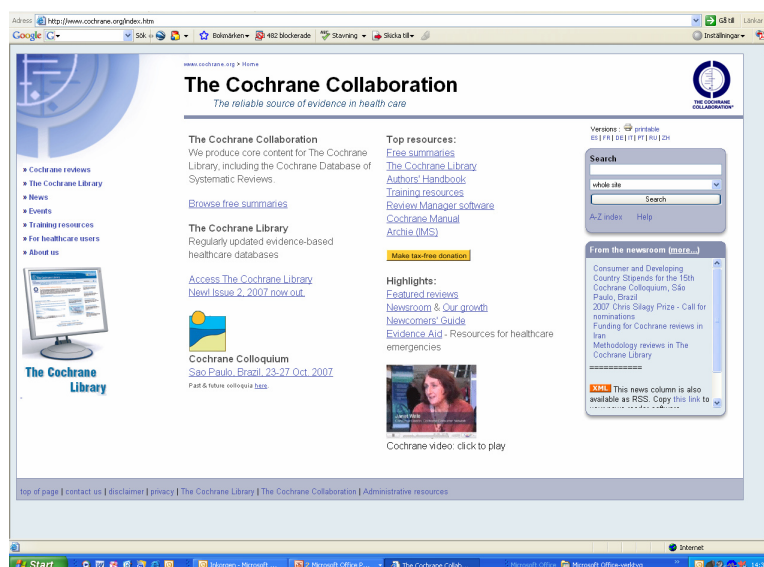 Adress http://www.cochrane.org/index.htm Gå till Länkar
Google G Sök Bokmärken 482 blockerade Stavning Skicka till Inställningar
www.cochrane.org > Home
The Cochrane Collaboration
The reliable source of evidence in health care
THE COCHRANE
COLLABORATION®
» Cochrane reviews
» The Cochrane Library
» News
» Events
» Training resources
» For healthcare users
» About us
The Cochrane
Library
The Cochrane Collaboration
We produce core content for The Cochrane
Library, including the Cochrane Database of
Systematic Reviews.
Browse free summaries
The Cochrane Library
Regularly updated evidence-based
healthcare databases
Access The Cochrane Library
New! Issue 2, 2007 now out.
Cochrane Colloquium
Sao Paulo, Brazil, 23-27 Oct. 2007
Past & future colloquia here.
Top resources:
Free summaries
The Cochrane Library
Authors' Handbook
Training resources
Review Manager software
Cochrane Manual
Archie (IMS)
Make tax-free donation
Highlights:
Featured reviews
Newsroom & Our growth
Newcomers' Guide
Evidence Aid - Resources for healthcare
emergencies
Cochrane video: click to play
Versions : printable
ES | FR | DE | IT | PT | RU | ZH
Search
whole site
Search
A-Z index Help
From the newsroom (more...)
Consumer and Developing
Country Stipends for the 15th
Cochrane Colloquium, São
Paulo, Brazil
2007 Chris Silagy Prize - Call for
nominations
Funding for Cochrane reviews in
Iran
Methodology reviews in The
Cochrane Library
===========
XML This news column is also
available as RSS. Copy this link to
your news reader software
top of page | contact us | disclaimer | privacy | The Cochrane Library | The Cochrane Collaboration | Administrative resources
Internet
Start Inkorgen - Microsoft ... 2 Microsoft Office P... The Cochrane Collab... Microsoft Office Microsoft Office-verktyg